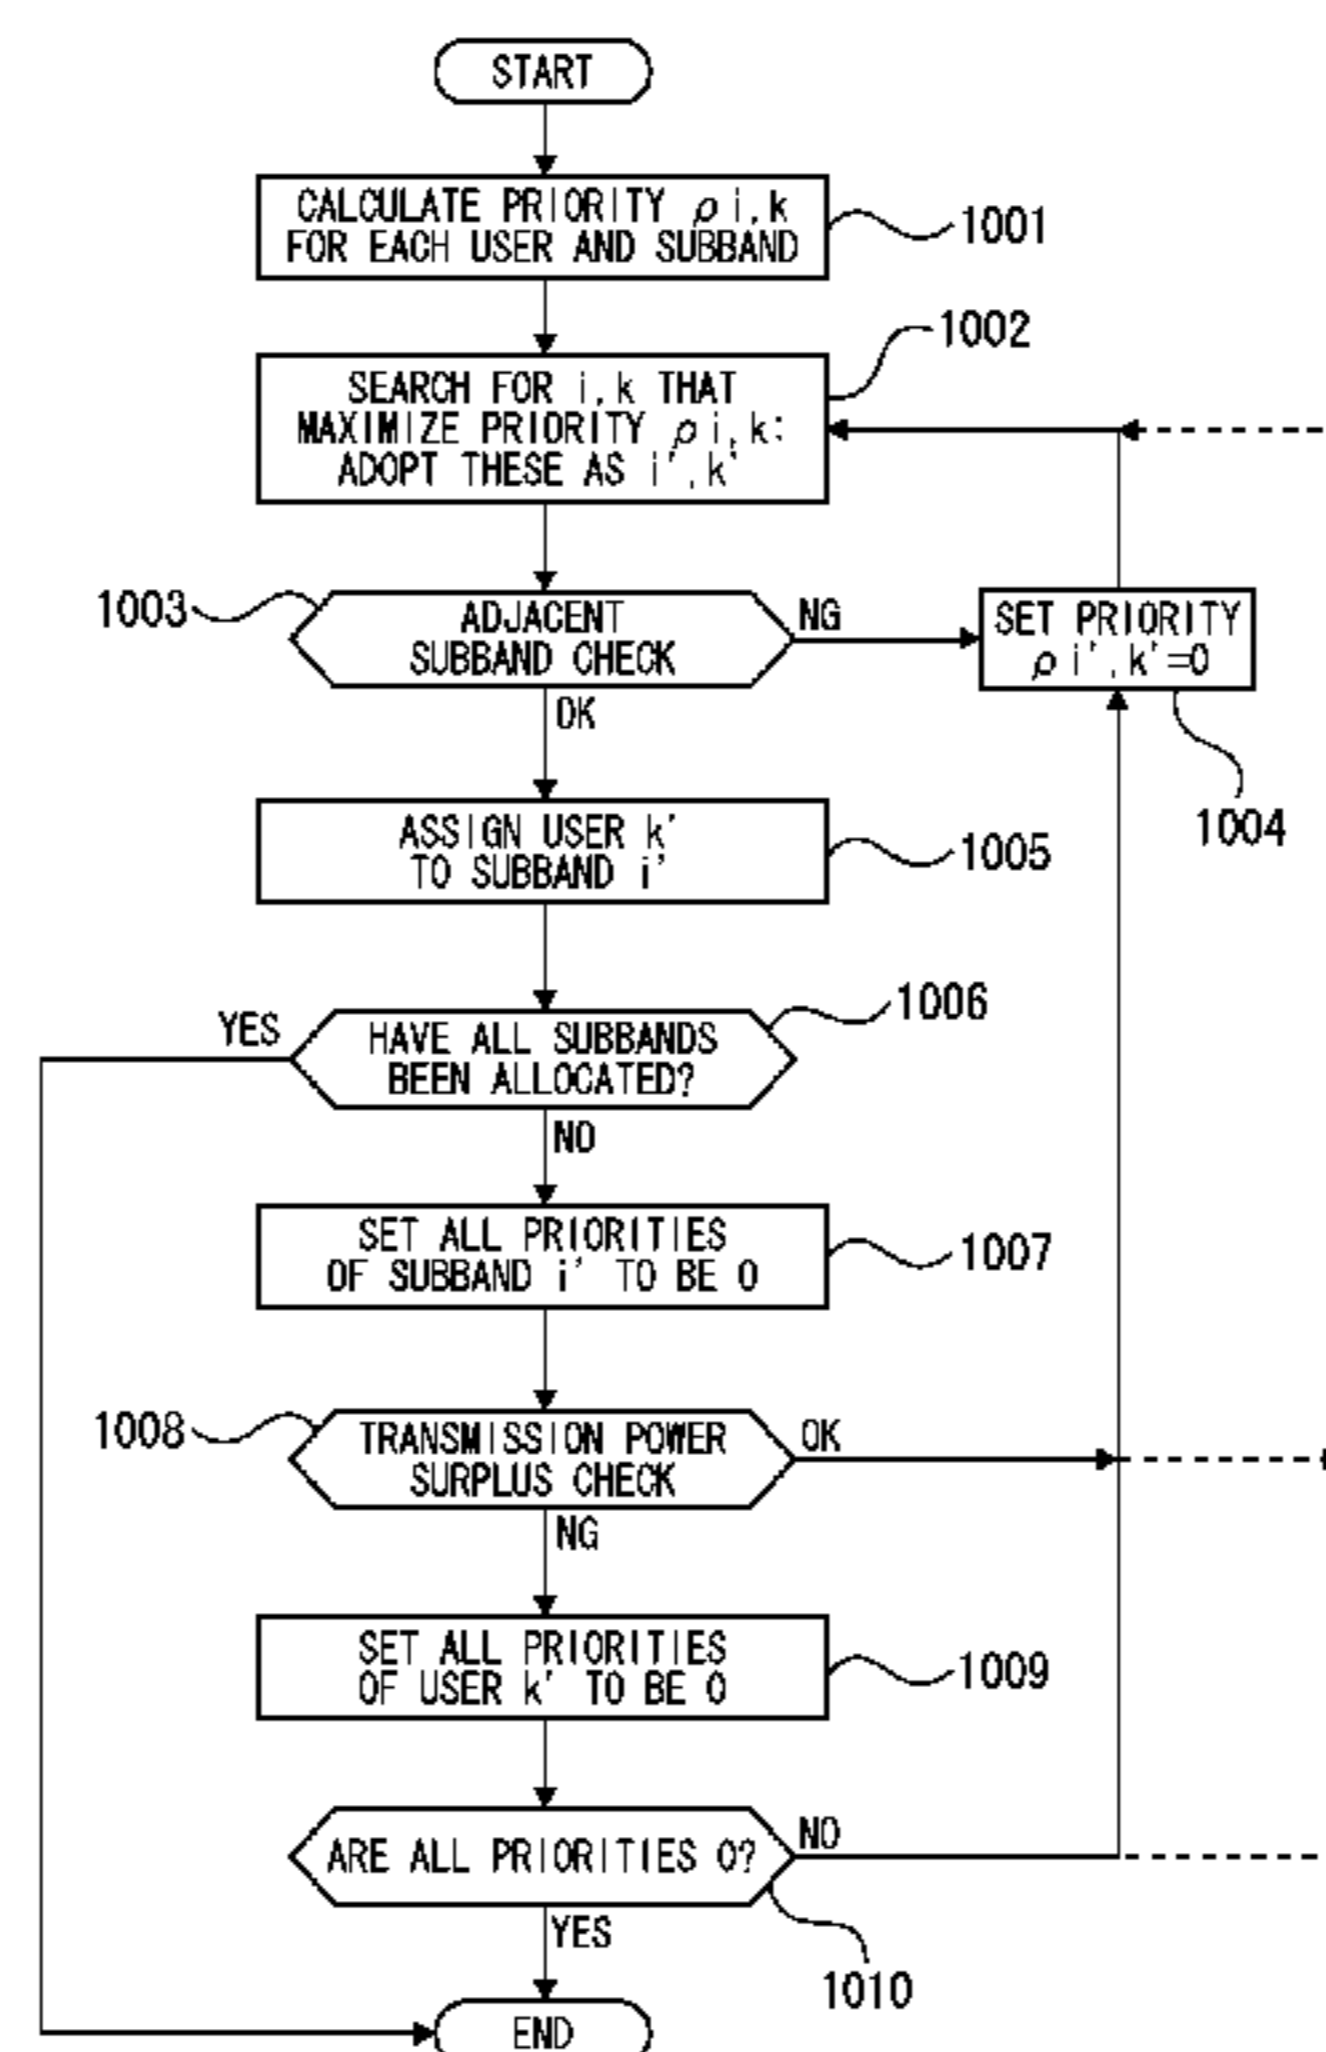 START
CALCULATE PRIORITY ρi,k
FOR EACH USER AND SUBBAND
1001
1002
SEARCH FOR i,k THAT
MAXIMIZE PRIORITY ρi,k:
ADOPT THESE AS i',k'
1003
ADJACENT
SUBBAND CHECK
NG
SET PRIORITY
ρi',k'=0
OK
1004
ASSIGN USER k'
TO SUBBAND i'
1005
1006
YES
HAVE ALL SUBBANDS
BEEN ALLOCATED?
NO
SET ALL PRIORITIES
OF SUBBAND i' TO BE 0
1007
1008
TRANSMISSION POWER
SURPLUS CHECK
OK
NG
SET ALL PRIORITIES
OF USER k' TO BE 0
1009
ARE ALL PRIORITIES 0?
NO
YES
1010
END